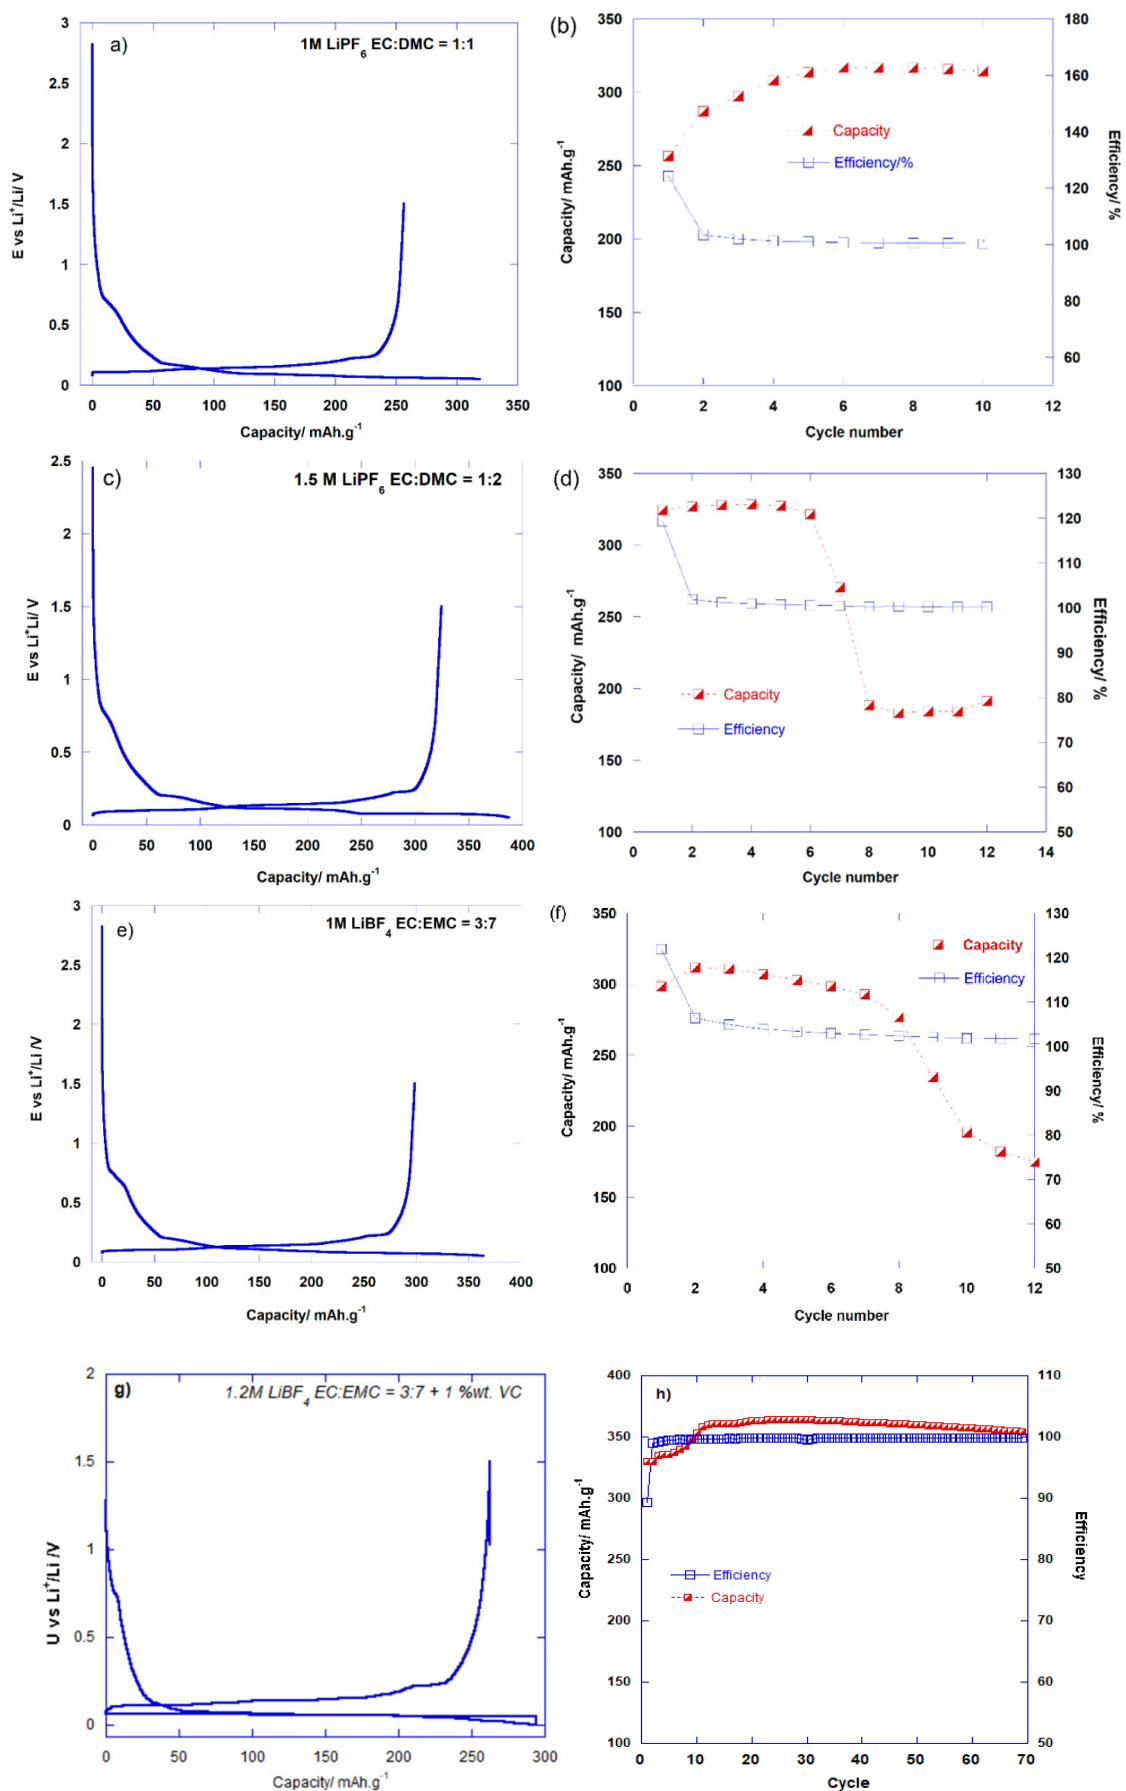 a)
1M LiPF6 EC:DMC = 1:1
3
2.5
2
1.5
1
0.5
0
E vs Li+/Li/ V
0 50 100 150 200 250 300 350
Capacity/ mAh.g-1
(b)
350
300
250
200
150
100
Capacity/ mAh.g-1
180
160
140
120
100
80
60
Efficiency/ %
Capacity
Efficiency/%
0 2 4 6 8 10 12
Cycle number
c)
1.5 M LiPF6 EC:DMC = 1:2
2.5
2
1.5
1
0.5
0
E vs Li+Li/ V
0 50 100 150 200 250 300 350 400
Capacity/ mAh.g-1
(d)
350
300
250
200
150
100
Capacity/ mAh.g-1
130
120
110
100
90
80
70
60
50
Efficiency/ %
Capacity
Efficiency
0 2 4 6 8 10 12 14
Cycle number
e)
1M LiBF4 EC:EMC = 3:7
3
2.5
2
1.5
1
0.5
0
E vs Li+/Li /V
0 50 100 150 200 250 300 350 400
Capacity/ mAh.g-1
(f)
350
300
250
200
150
100
Capacity/ mAh.g-1
130
120
110
100
90
80
70
60
50
Efficiency/ %
Capacity
Efficiency
0 2 4 6 8 10 12
Cycle number
g)
1.2M LiBF4 EC:EMC = 3:7 + 1 %wt. VC
2
1.5
1
0.5
0
U vs Li+/Li /V
0 50 100 150 200 250 300
Capacity/ mAh.g-1
h)
400
350
300
350
200
150
100
Capacity/ mAh.g-1
110
100
90
80
70
60
50
Efficiency
Efficiency
Capacity
0 10 20 30 40 50 60 70
Cycle